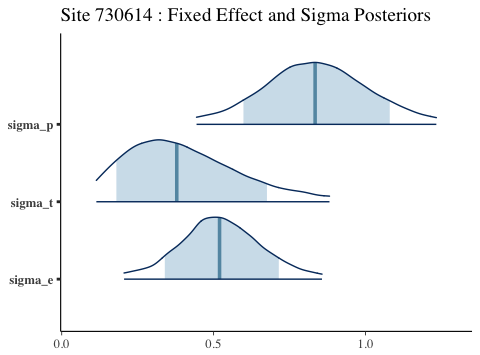 Site 730614 : Fixed Effect and Sigma Posteriors
sigma_p
sigma_t
sigma_e
0.0 0.5 1.0